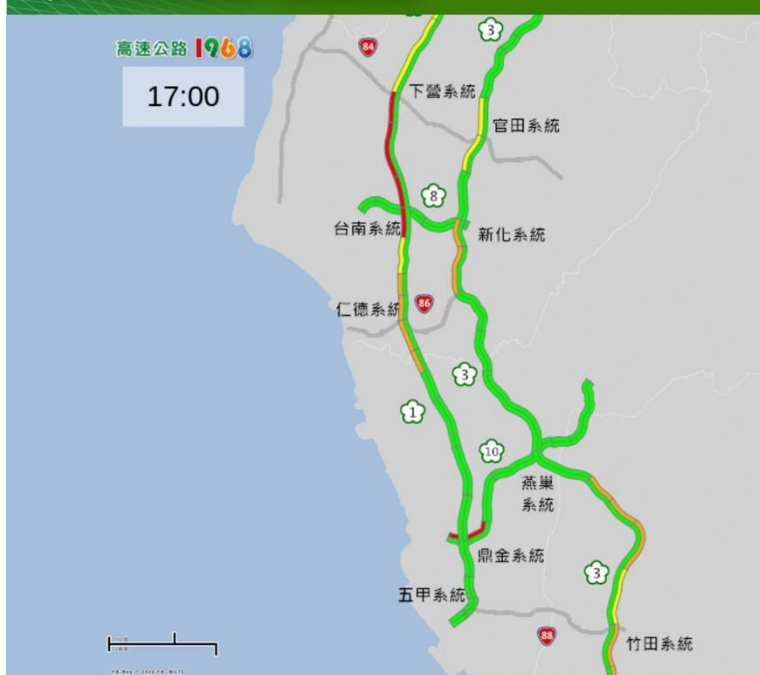 3
高速公路 1968
84
17:00
下營系統
官田系統
8
台南系統
新化系統
86
仁德系統
3
1
10
燕巢
系統
鼎金系統
3
五甲系統
88
竹田系統